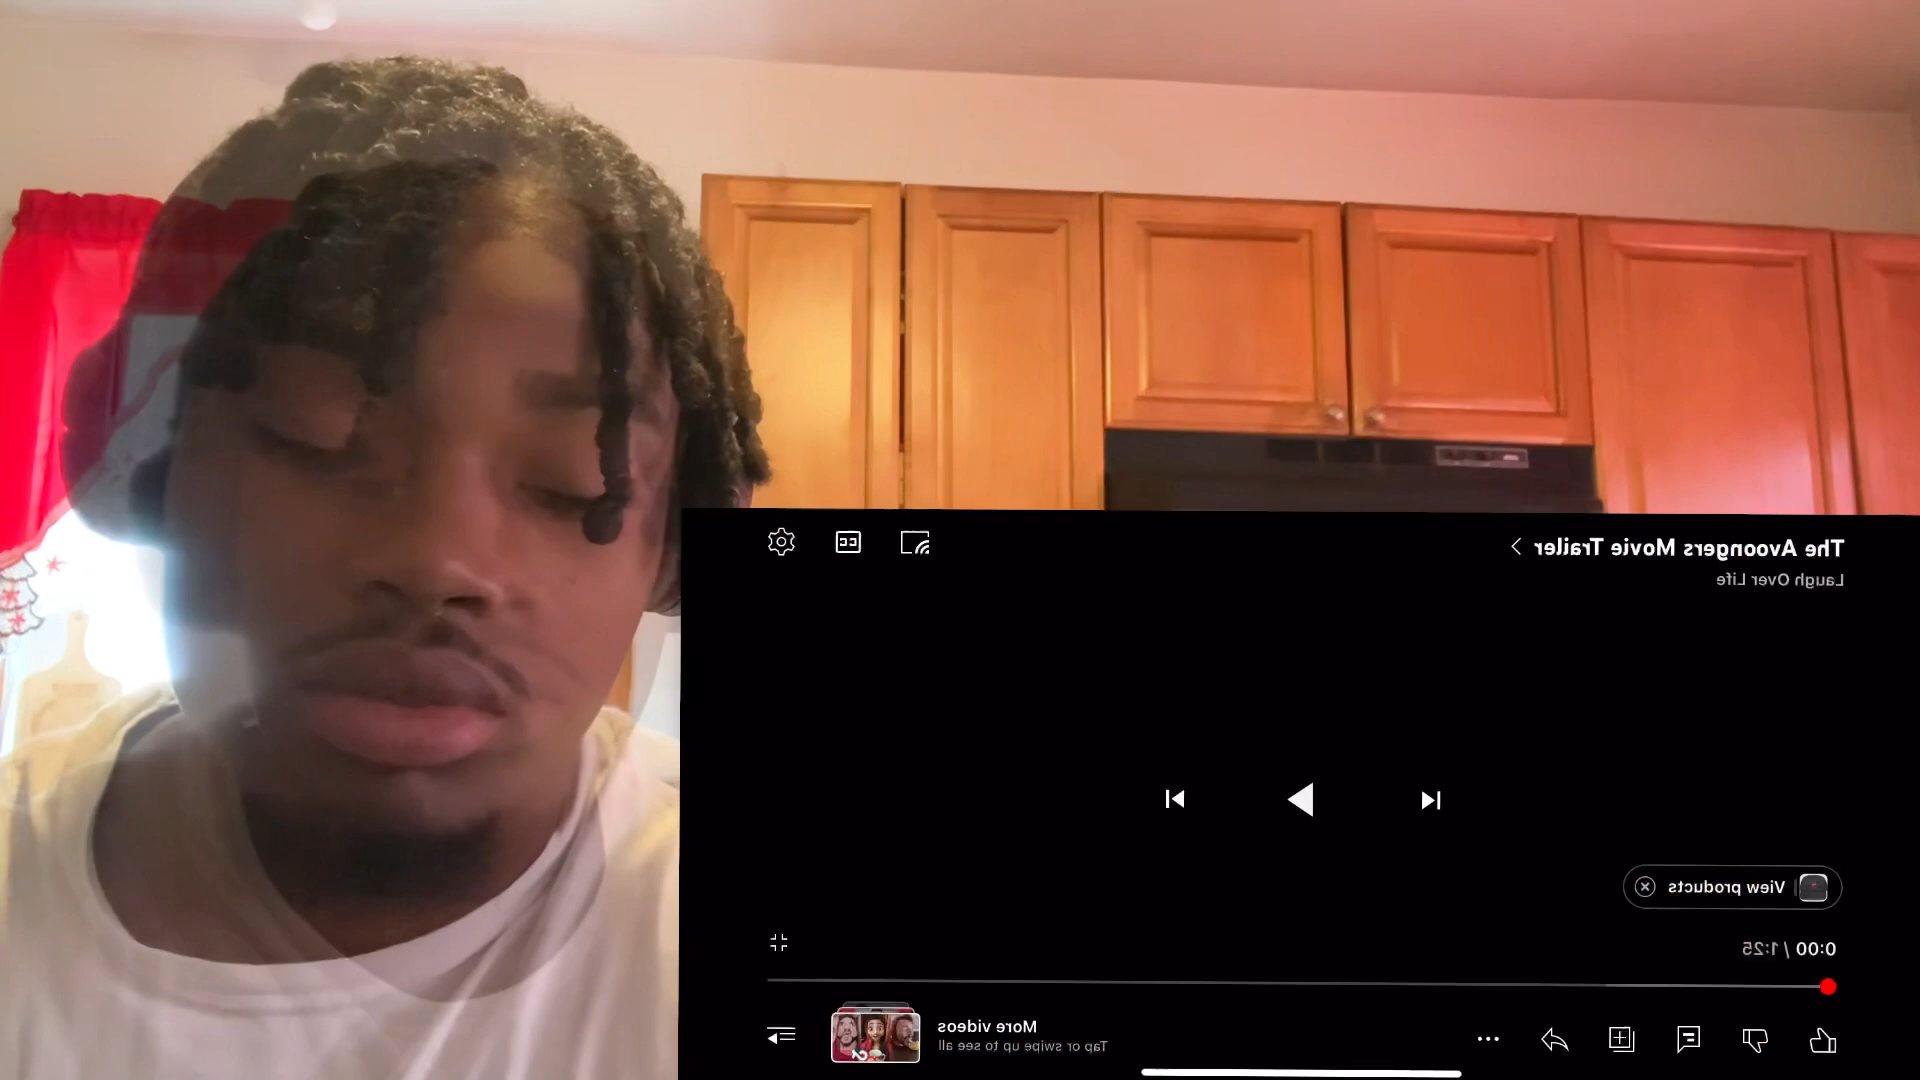 The Avoongers Movie Trailer
Laugh Over Life
CC
View products
0:00 / 1:25
More videos
Tap or swipe up to see all